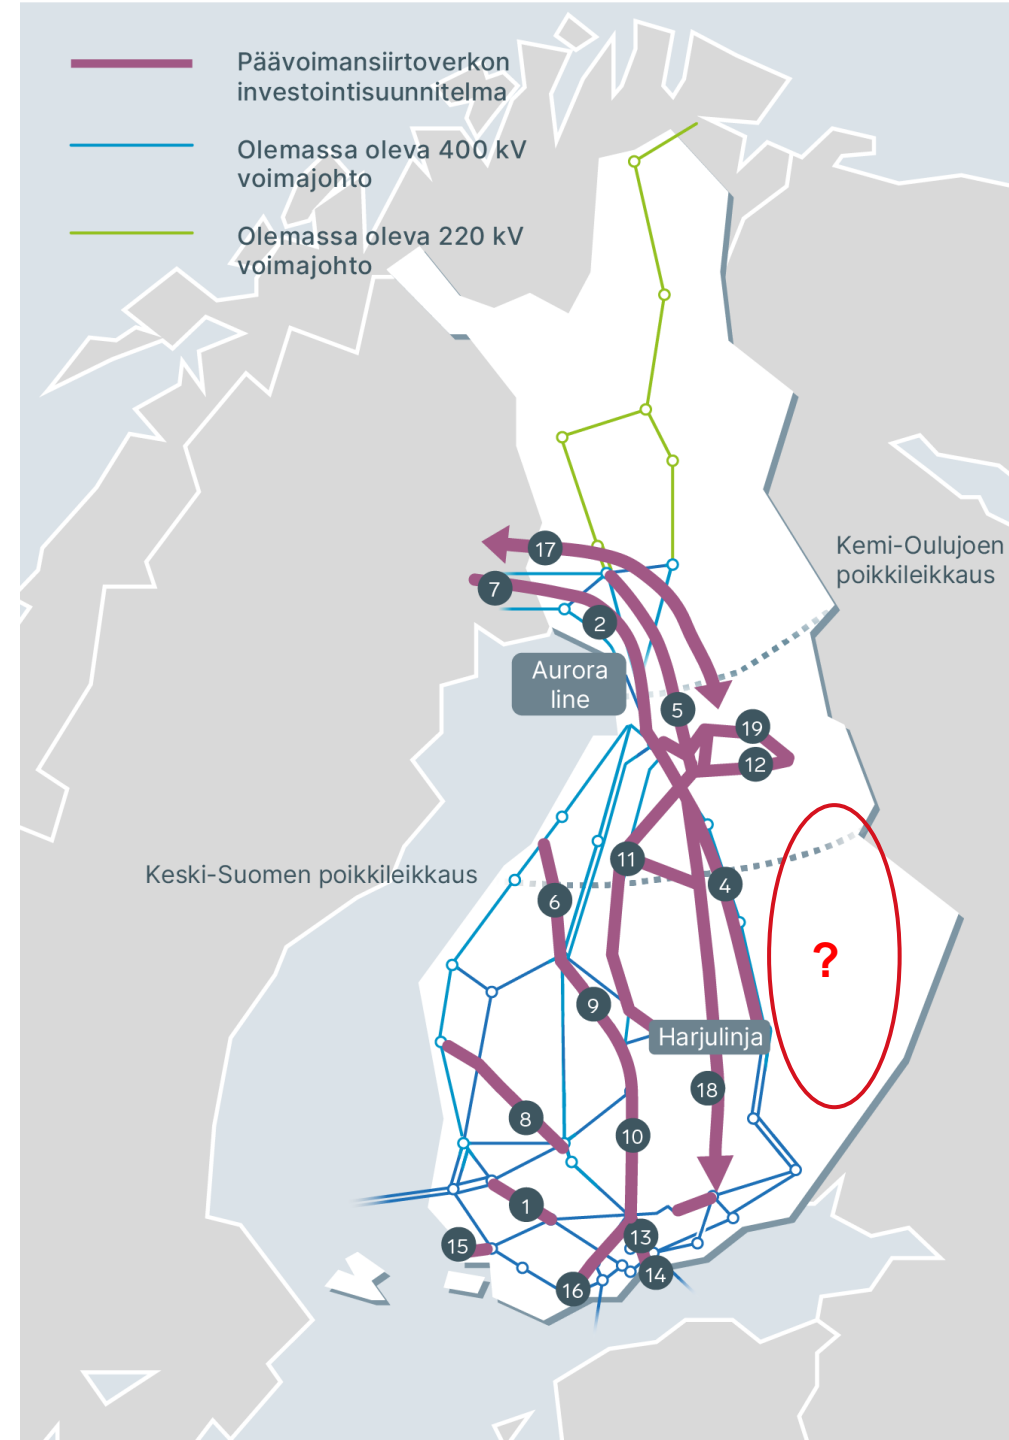 Päävoimansiirtoverkon
investointisuunnitelma
Olemassa oleva 400 kV
voimajohto
Olemassa oleva 220 kV
voimajohto
Kemi-Oulujoen
poikkileikkaus
17
7
2
Aurora
line
5
19
12
11
Keski-Suomen poikkileikkaus
4
6
?
9
Harjulinja
18
8
10
1
13
15
14
16